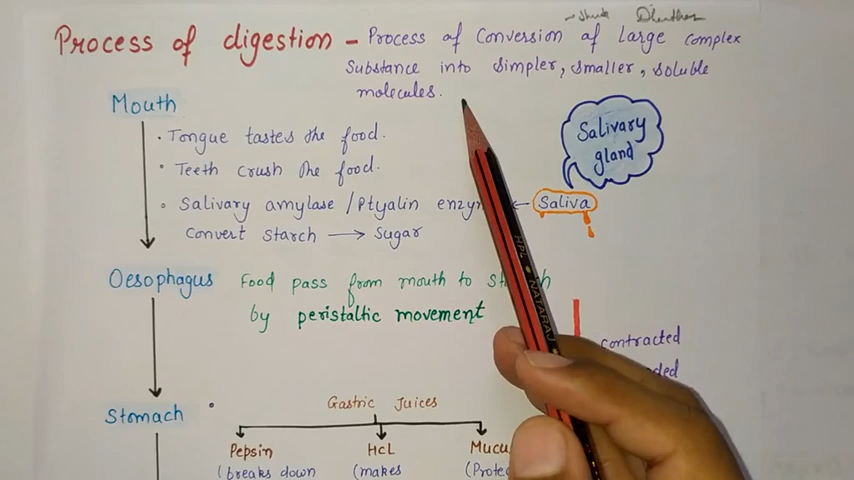 Process of digestion - Process of Conversion of Large complex
Substance into simpler, smaller, soluble
molecules.
Mouth
• Tongue tastes the food.
• Teeth crush the food.
• Salivary amylase / Ptyalin ← Saliva
Convert Starch → Sugar
Salivary
gland
Oesophagus Food pass from mouth to
by peristaltic movement
contracted
Stomach
Gastric Juices
Pepsin HcL
(breaks down (makes
HPL NATARAJ